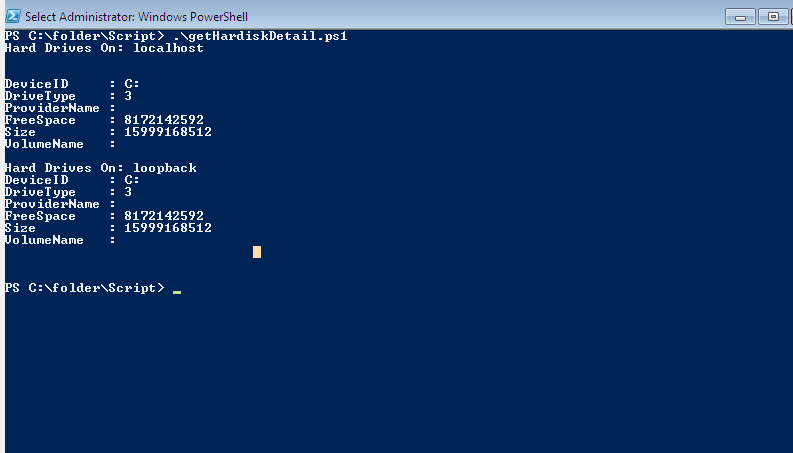 Select Administrator: Windows PowerShell
PS C:\folder\Script> .\getHardiskDetail.ps1
Hard Drives On: localhost
DeviceID     : C:
DriveType    : 3
ProviderName :
FreeSpace    : 8172142592
Size         : 15999168512
VolumeName   :
Hard Drives On: loopback
DeviceID     : C:
DriveType    : 3
ProviderName :
FreeSpace    : 8172142592
Size         : 15999168512
VolumeName   :
PS C:\folder\Script> _